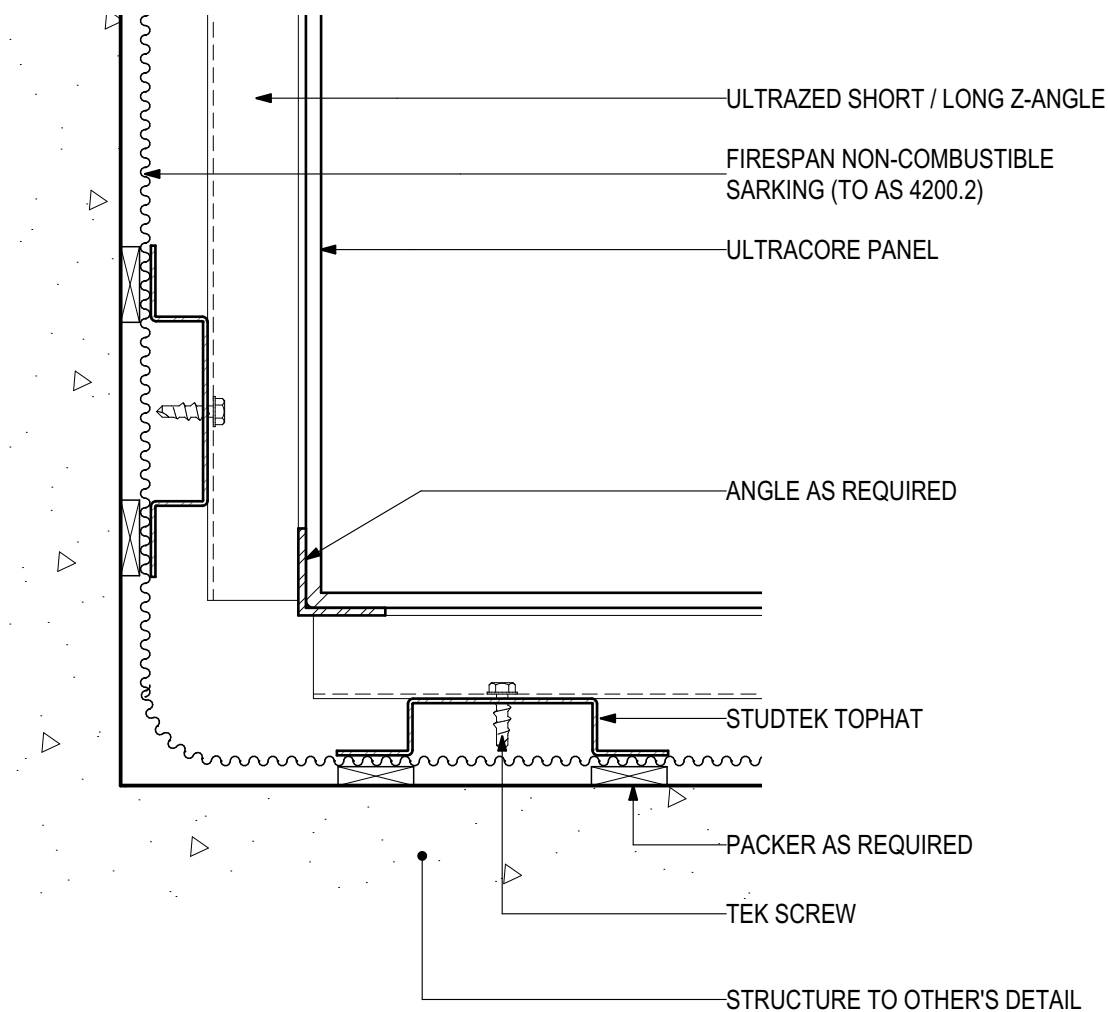 ULTRAZED SHORT / LONG Z-ANGLE
FIRESPAN NON-COMBUSTIBLE
SARKING (TO AS 4200.2)
ULTRACORE PANEL
ANGLE AS REQUIRED
STUDTEK TOPHAT
PACKER AS REQUIRED
TEK SCREW
STRUCTURE TO OTHER'S DETAIL